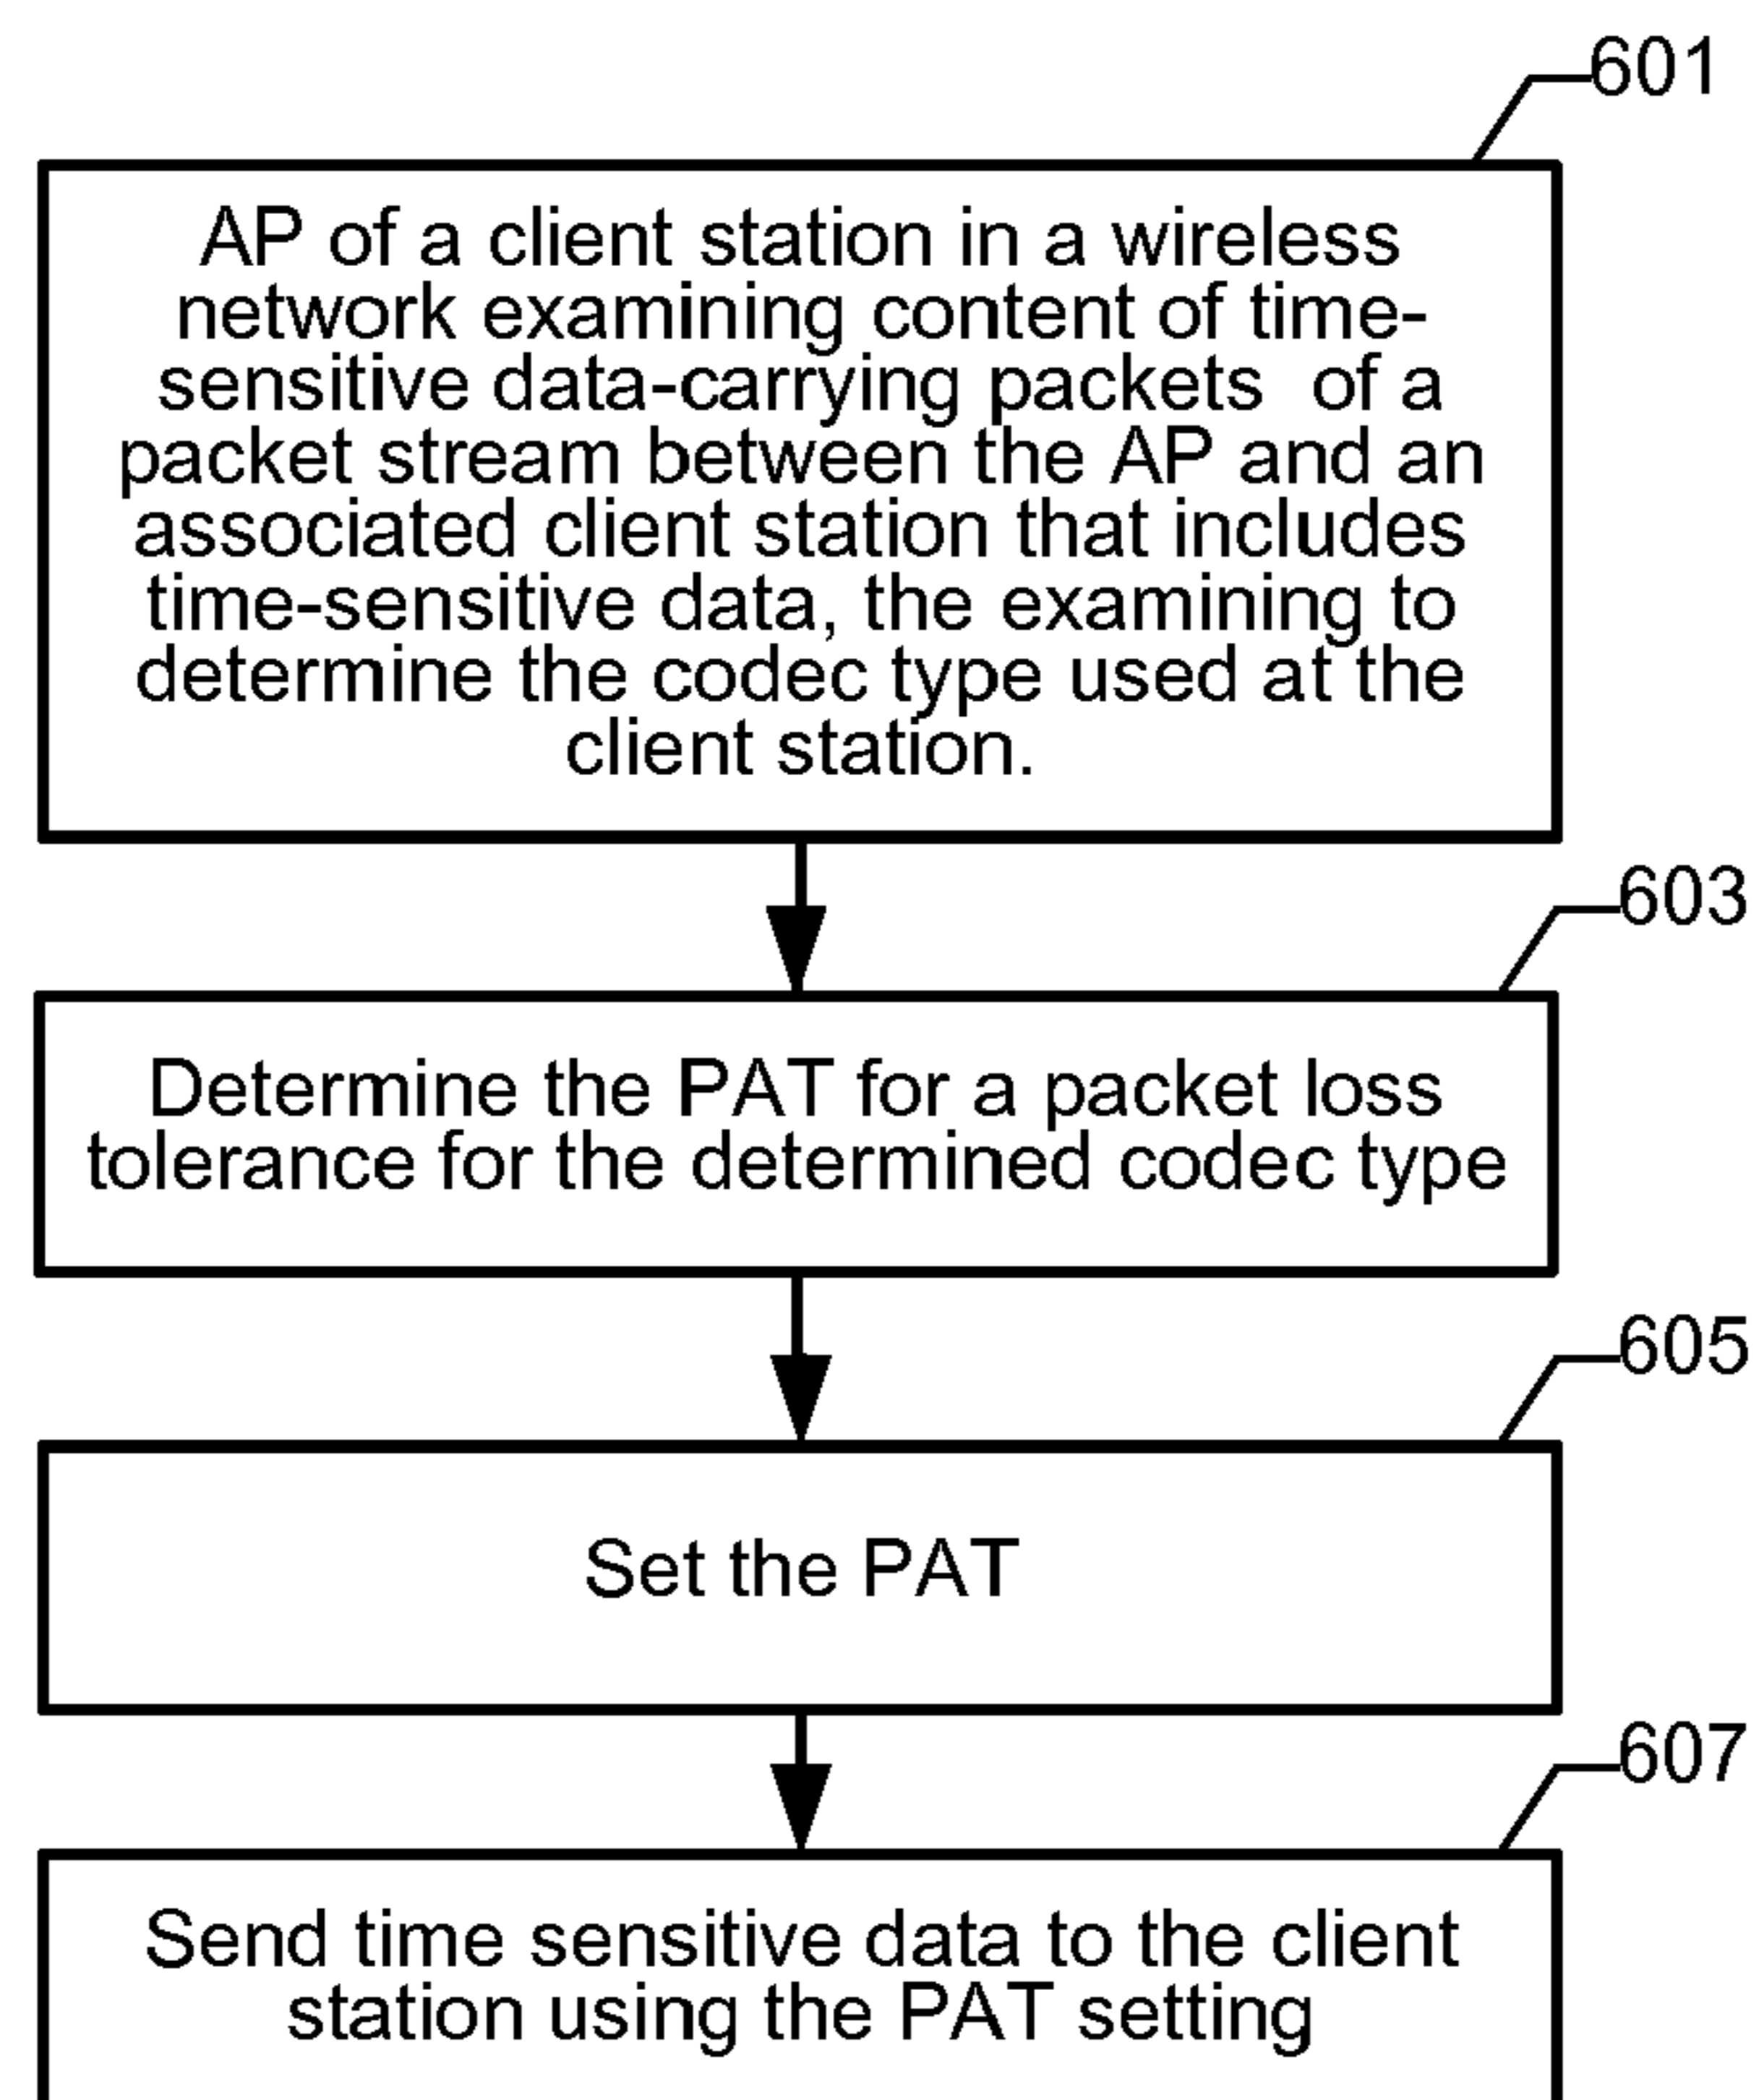 601
AP of a client station in a wireless
network examining content of time-
sensitive data-carrying packets of a
packet stream between the AP and an
associated client station that includes
time-sensitive data, the examining to
determine the codec type used at the
client station.
603
Determine the PAT for a packet loss
tolerance for the determined codec type
605
Set the PAT
607
Send time sensitive data to the client
station using the PAT setting